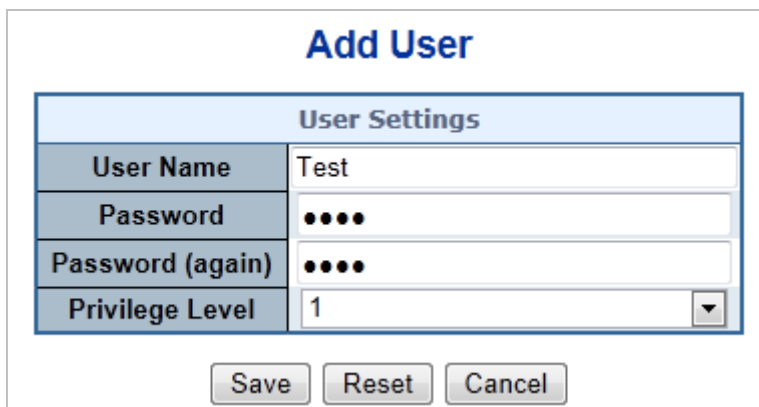 Add User
User Settings
User Name Test
Password ••••
Password (again) ••••
Privilege Level 1
Save Reset Cancel